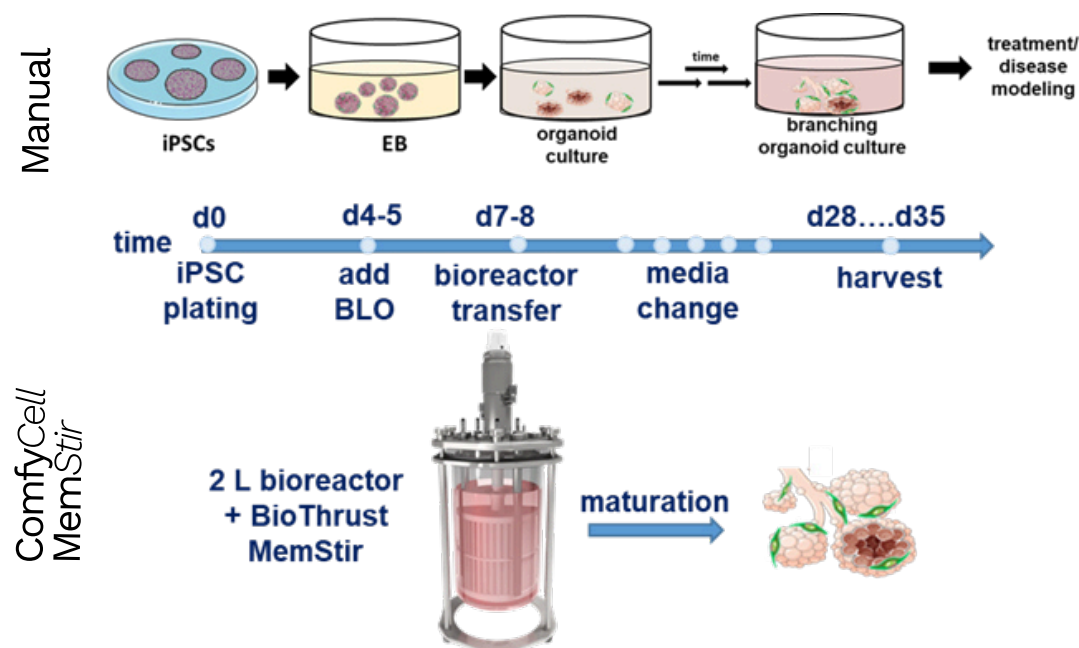 Manual
iPSCs
EB
organoid
culture
time
branching
organoid culture
treatment/
disease
modeling
d0
d4-5
d7-8
d28....d35
time
iPSC
plating
add
BLO
bioreactor
transfer
media
change
harvest
ComfyCell
MemStir
2 L bioreactor
+ BioThrust
MemStir
maturation